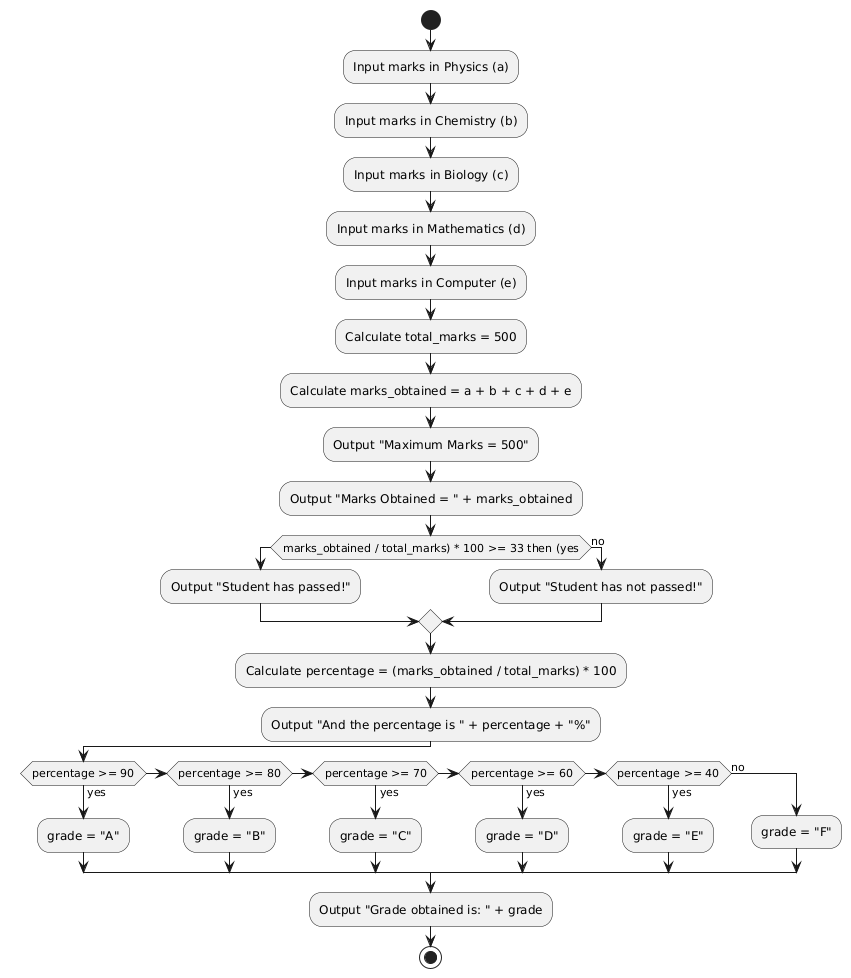 Input marks in Physics (a)
Input marks in Chemistry (b)
Input marks in Biology (c)
Input marks in Mathematics (d)
Input marks in Computer (e)
Calculate total_marks = 500
Calculate marks_obtained = a + b + c + d + e
Output "Maximum Marks = 500"
Output "Marks Obtained = " + marks_obtained
marks_obtained / total_marks) * 100 >= 33 then (yes
no
Output "Student has passed!"
Output "Student has not passed!"
Calculate percentage = (marks_obtained / total_marks) * 100
Output "And the percentage is " + percentage + "%"
percentage >= 90
percentage >= 80
percentage >= 70
percentage >= 60
percentage >= 40
no
yes
yes
yes
yes
yes
grade = "A"
grade = "B"
grade = "C"
grade = "D"
grade = "E"
grade = "F"
Output "Grade obtained is: " + grade